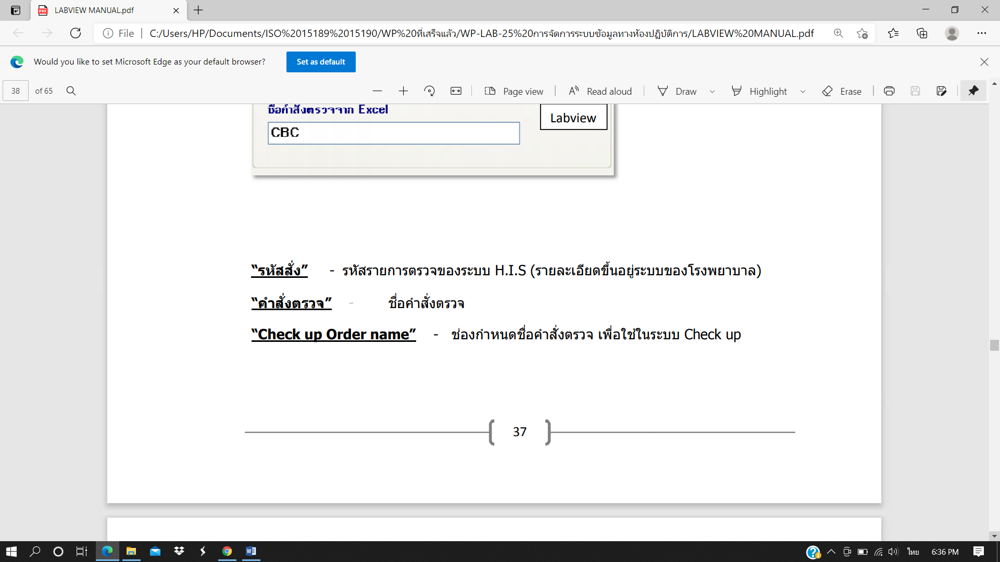 LABVIEW MANUAL.pdf
File
C:/Users/HP/Documents/ISO%2015189%2015190/WP%20ที่เสร็จแล้ว/WP-LAB-25%20การจัดการระบบข้อมูลทางห้องปฏิบัติการ/LABVIEW%20MANUAL.pdf
Would you like to set Microsoft Edge as your default browser? Set as default
38 of 65 Page view Read aloud Draw Highlight Erase
ชื่อคำสั่งตรวจจาก Excel
Labview
CBC
“รหัสสั่ง” - รหัสรายการตรวจของระบบ H.I.S (รายละเอียดขึ้นอยู่ระบบของโรงพยาบาล)
“คำสั่งตรวจ” - ชื่อคำสั่งตรวจ
“Check up Order name” - ช่องกำหนดชื่อคำสั่งตรวจ เพื่อใช้ในระบบ Check up
37
ไทย 6:36 PM